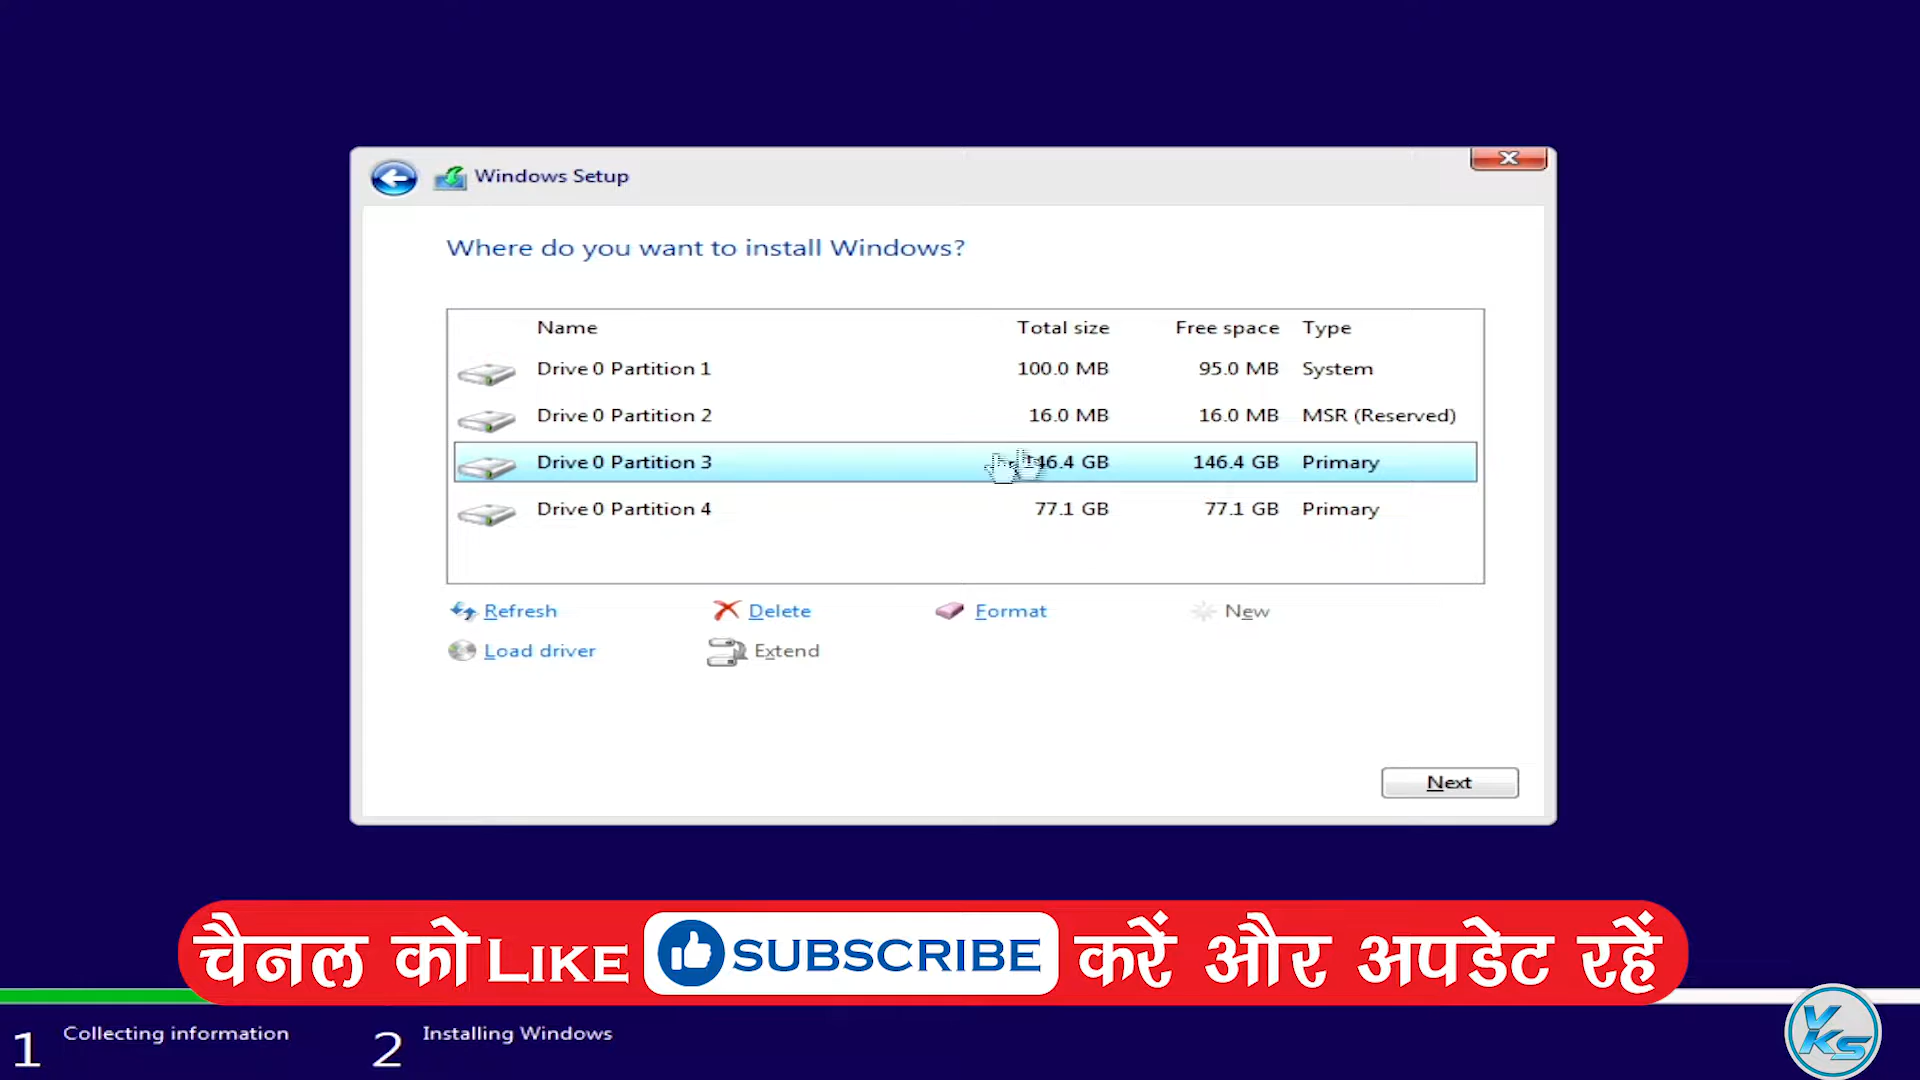 Windows Setup
Where do you want to install Windows?
Name Total size Free space Type
Drive 0 Partition 1 100.0 MB 95.0 MB System
Drive 0 Partition 2 16.0 MB 16.0 MB MSR (Reserved)
Drive 0 Partition 3 146.4 GB 146.4 GB Primary
Drive 0 Partition 4 77.1 GB 77.1 GB Primary
Refresh Delete Format New
Load driver Extend
Next
चैनल को LIKE SUBSCRIBE करें और अपडेट रहें
1 Collecting information 2 Installing Windows
VKS